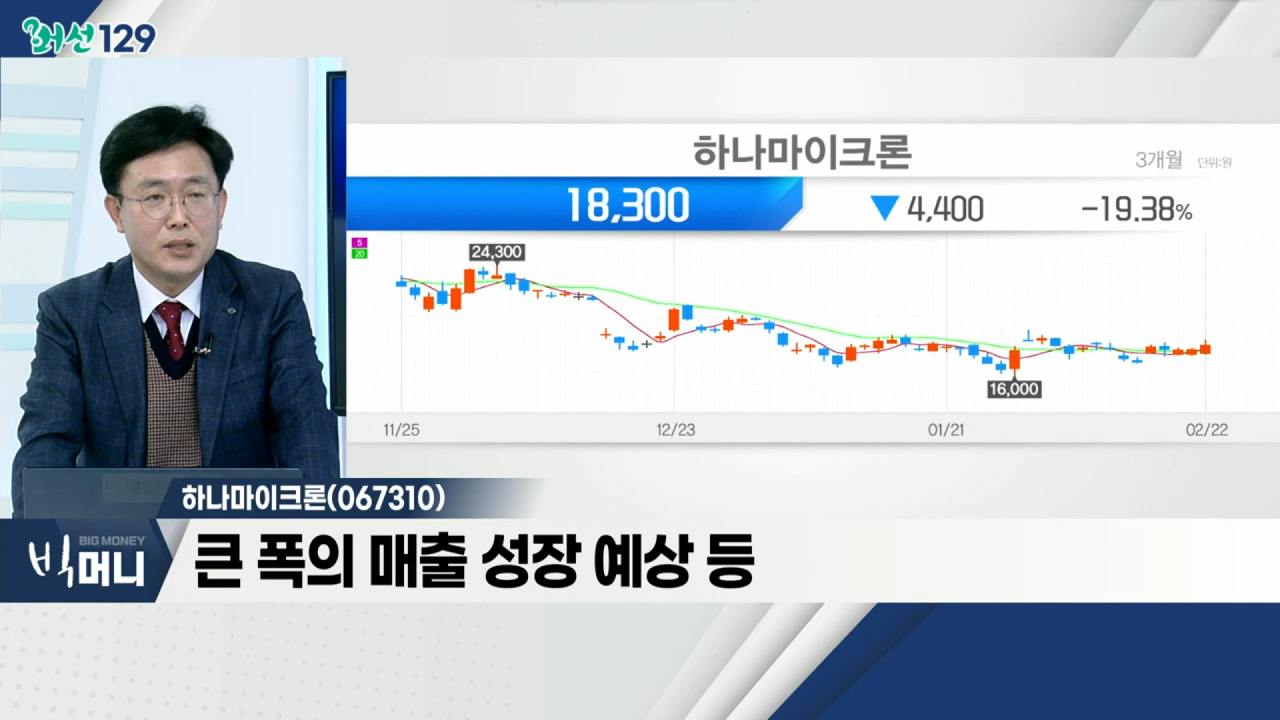 머선129
하나마이크론
3개월 단위:원
18,300 ▼4,400 -19.38%
5
20
24,300
16,000
11/25 12/23 01/21 02/22
하나마이크론(067310)
BIG MONEY
빅머니
큰 폭의 매출 성장 예상 등